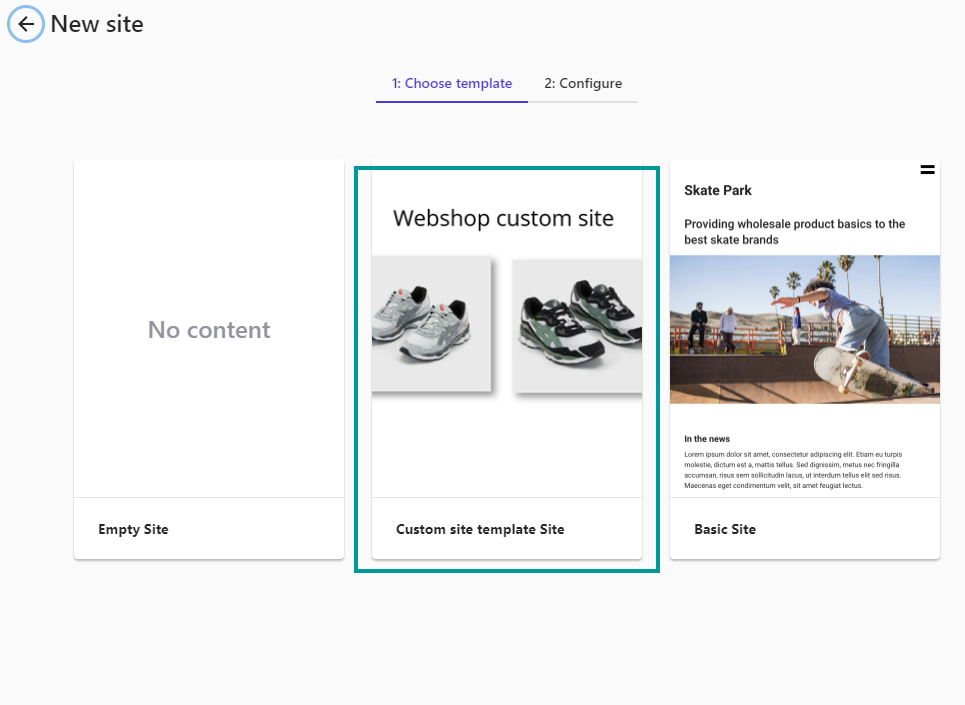 New site
1: Choose template
2: Configure
No content
Empty Site
Webshop custom site
Custom site template Site
Skate Park
Providing wholesale product basics to the
best skate brands
In the news
Lorem ipsum dolor sit amet, consectetur adipiscing elit. Etiam eu turpis
molestie, dictum est a, mattis tellus. Sed dignissim, metus nec fringilla
accumsan, risus sem sollicitudin lacus, ut interdum tellus elit sed risus.
Maecenas eget condimentum velit, sit amet feugiat lectus.
Basic Site